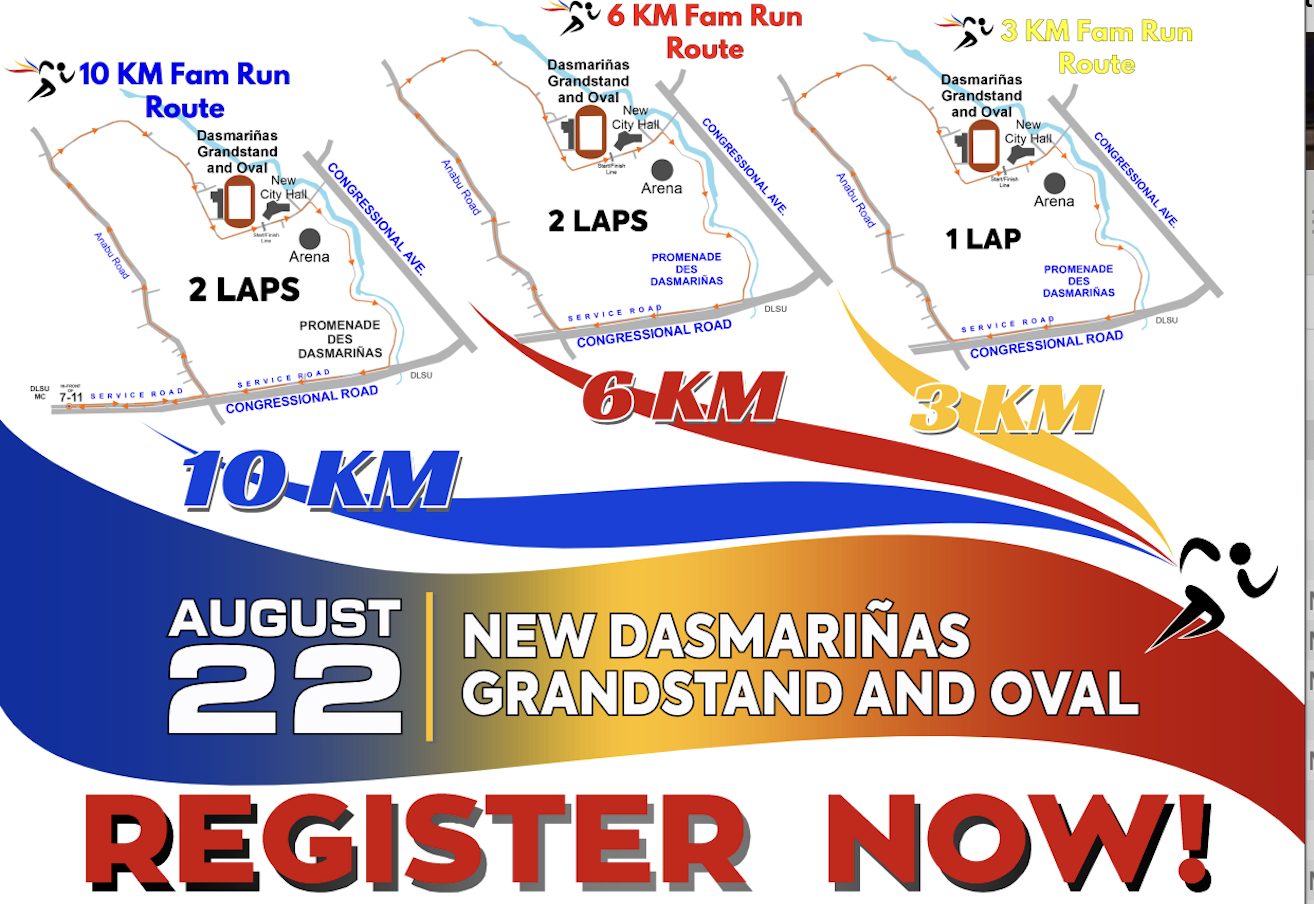 10 KM Fam Run
Route
Dasmariñas
Grandstand
and Oval
New
City Hall
Start/Finish
Line
Arena
CONGRESSIONAL AVE.
Anabu Road
2 LAPS
PROMENADE
DES
DASMARIÑAS
DLSU
SERVICE ROAD
CONGRESSIONAL ROAD
SERVICE ROAD
DLSU
MC
IN-FRONT
OF
7-11
6 KM Fam Run
Route
Dasmariñas
Grandstand
and Oval
New
City Hall
Start/Finish
Line
Arena
CONGRESSIONAL AVE.
Anabu Road
2 LAPS
PROMENADE
DES
DASMARIÑAS
DLSU
SERVICE ROAD
CONGRESSIONAL ROAD
3 KM Fam Run
Route
Dasmariñas
Grandstand
and Oval
New
City Hall
Start/Finish
Line
Arena
CONGRESSIONAL AVE.
Anabu Road
1 LAP
PROMENADE
DES
DASMARIÑAS
DLSU
SERVICE ROAD
CONGRESSIONAL ROAD
10 KM
6 KM
3 KM
AUGUST
22
NEW DASMARIÑAS
GRANDSTAND AND OVAL
REGISTER NOW!